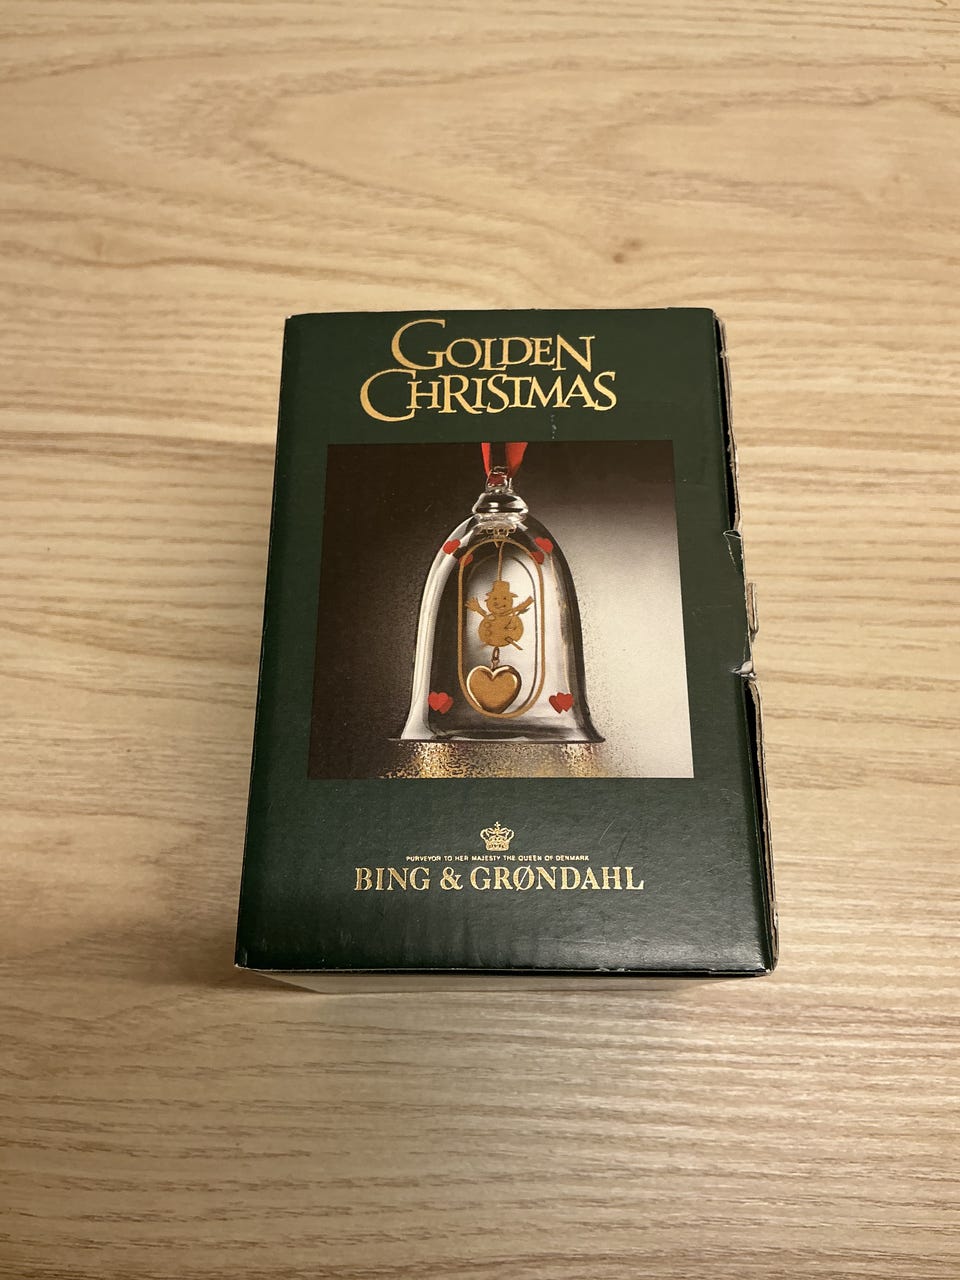 GOLDEN
CHRISTMAS
PURVEYOR TO HER MAJESTY THE QUEEN OF DENMARK
BING & GRØNDAHL